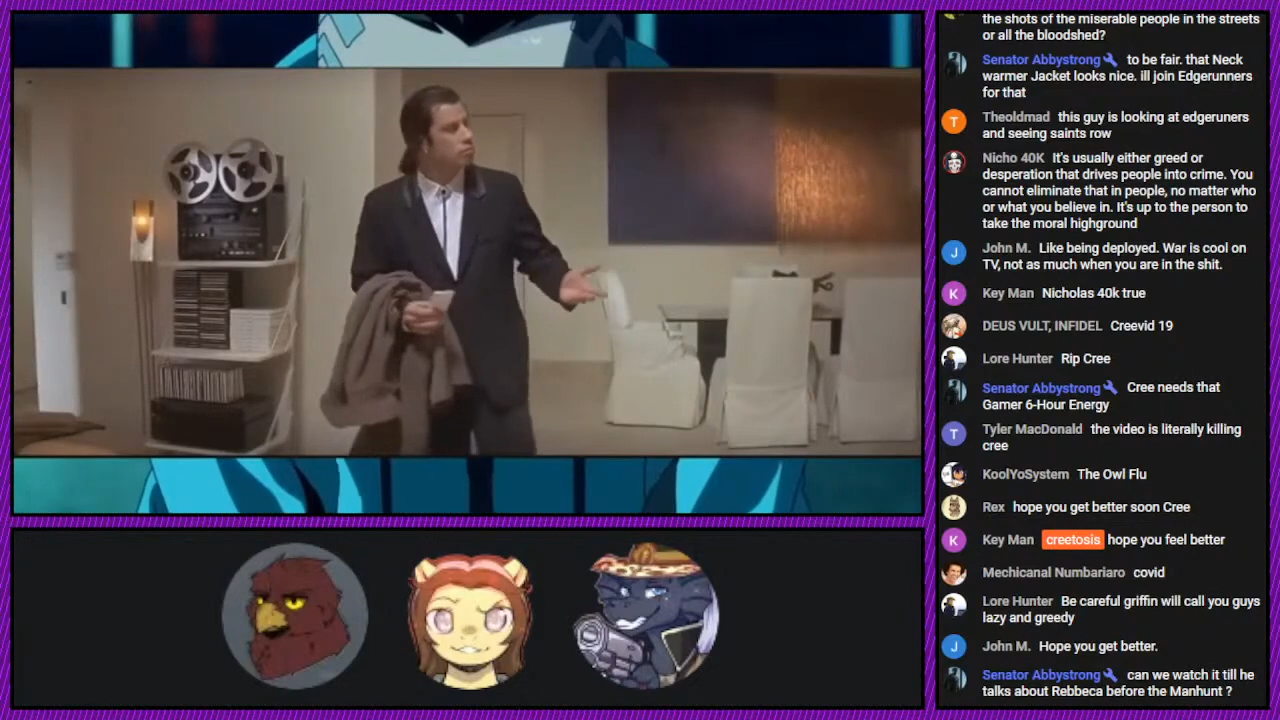 the shots of the miserable people in the streets
or all the bloodshed?
Senator Abbystrong to be fair. that Neck
warmer Jacket looks nice. ill join Edgerunners
for that
T
Theoldmad this guy is looking at edgeruners
and seeing saints row
Nicho 40K It's usually either greed or
desperation that drives people into crime. You
cannot eliminate that in people, no matter who
or what you believe in. It's up to the person to
take the moral highground
J
John M. Like being deployed. War is cool on
TV, not as much when you are in the shit.
K
Key Man Nicholas 40k true
DEUS VULT, INFIDEL Creevid 19
Lore Hunter Rip Cree
Senator Abbystrong Cree needs that
Gamer 6-Hour Energy
T
Tyler MacDonald the video is literally killing
cree
KoolYoSystem The Owl Flu
Rex hope you get better soon Cree
K
Key Man creetosis hope you feel better
Mechicanal Numbariaro covid
Lore Hunter Be careful griffin will call you guys
lazy and greedy
J
John M. Hope you get better.
Senator Abbystrong can we watch it till he
talks about Rebbeca before the Manhunt ?